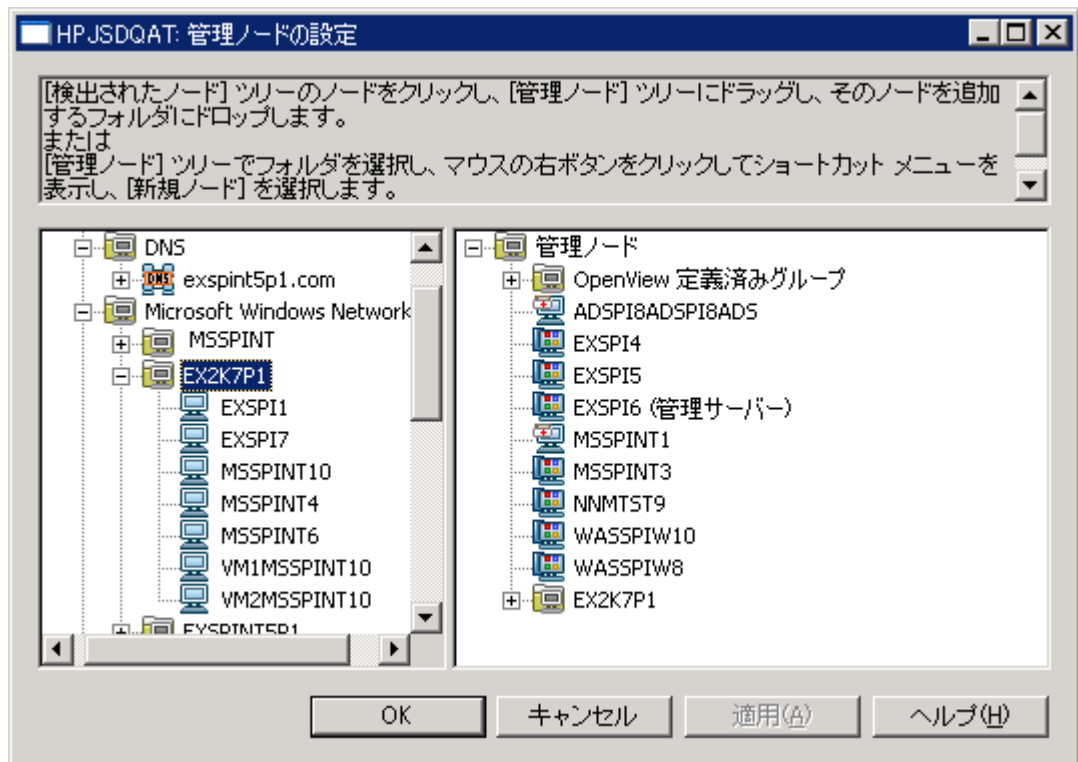 HPJSDQAT: 管理ノードの設定
[検出されたノード] ツリーのノードをクリックし、[管理ノード] ツリーにドラッグし、そのノードを追加
するフォルダにドロップします。
または
[管理ノード] ツリーでフォルダを選択し、マウスの右ボタンをクリックしてショートカット メニューを
表示し、[新規ノード] を選択します。
DNS
exspint5p1.com
Microsoft Windows Network
MSSPINT
EX2K7P1
EXSPI1
EXSPI7
MSSPINT10
MSSPINT4
MSSPINT6
VM1MSSPINT10
VM2MSSPINT10
EXSPINT5P1
管理ノード
OpenView 定義済みグループ
ADSPI8ADSPI8ADS
EXSPI4
EXSPI5
EXSPI6 (管理サーバー)
MSSPINT1
MSSPINT3
NNMTST9
WASSPIW10
WASSPIW8
EX2K7P1
OK
キャンセル
適用(A)
ヘルプ(H)